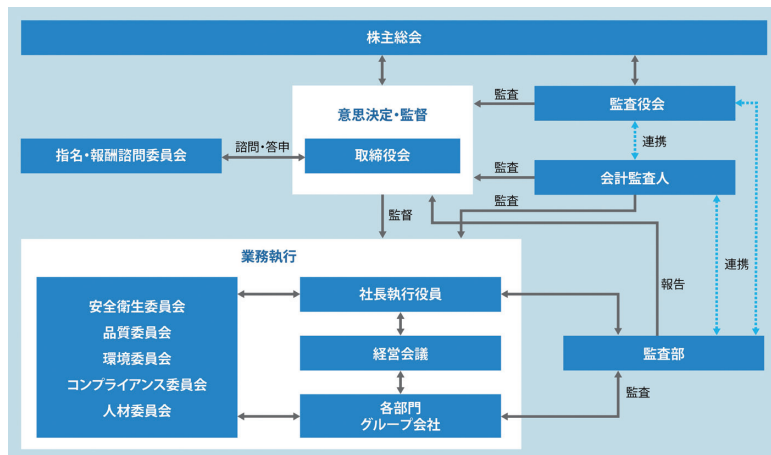 株主総会
監査
監査役会
意思決定・監督
連携
指名・報酬諮問委員会
諮問・答申
取締役会
監査
会計監査人
監査
監督
業務執行
連携
報告
安全衛生委員会
品質委員会
環境委員会
コンプライアンス委員会
人材委員会
社長執行役員
経営会議
監査部
監査
各部門
グループ会社